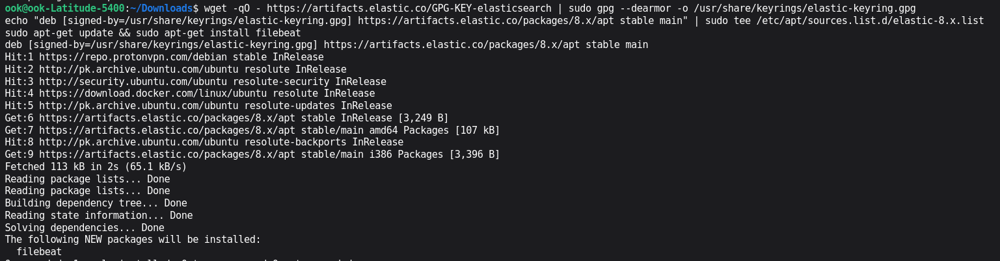 ook@ook-Latitude-5400:~/Downloads$ wget -qO - https://artifacts.elastic.co/GPG-KEY-elasticsearch | sudo gpg --dearmor -o /usr/share/keyrings/elastic-keyring.gpg
echo "deb [signed-by=/usr/share/keyrings/elastic-keyring.gpg] https://artifacts.elastic.co/packages/8.x/apt stable main" | sudo tee /etc/apt/sources.list.d/elastic-8.x.list
sudo apt-get update && sudo apt-get install filebeat
deb [signed-by=/usr/share/keyrings/elastic-keyring.gpg] https://artifacts.elastic.co/packages/8.x/apt stable main
Hit:1 https://repo.protonvpn.com/debian stable InRelease
Hit:2 http://pk.archive.ubuntu.com/ubuntu resolute InRelease
Hit:3 http://security.ubuntu.com/ubuntu resolute-security InRelease
Hit:4 https://download.docker.com/linux/ubuntu resolute InRelease
Hit:5 http://pk.archive.ubuntu.com/ubuntu resolute-updates InRelease
Get:6 https://artifacts.elastic.co/packages/8.x/apt stable InRelease [3,249 B]
Get:7 https://artifacts.elastic.co/packages/8.x/apt stable/main amd64 Packages [107 kB]
Hit:8 http://pk.archive.ubuntu.com/ubuntu resolute-backports InRelease
Get:9 https://artifacts.elastic.co/packages/8.x/apt stable/main i386 Packages [3,396 B]
Fetched 113 kB in 2s (65.1 kB/s)
Reading package lists... Done
Reading package lists... Done
Building dependency tree... Done
Reading state information... Done
Solving dependencies... Done
The following NEW packages will be installed:
  filebeat